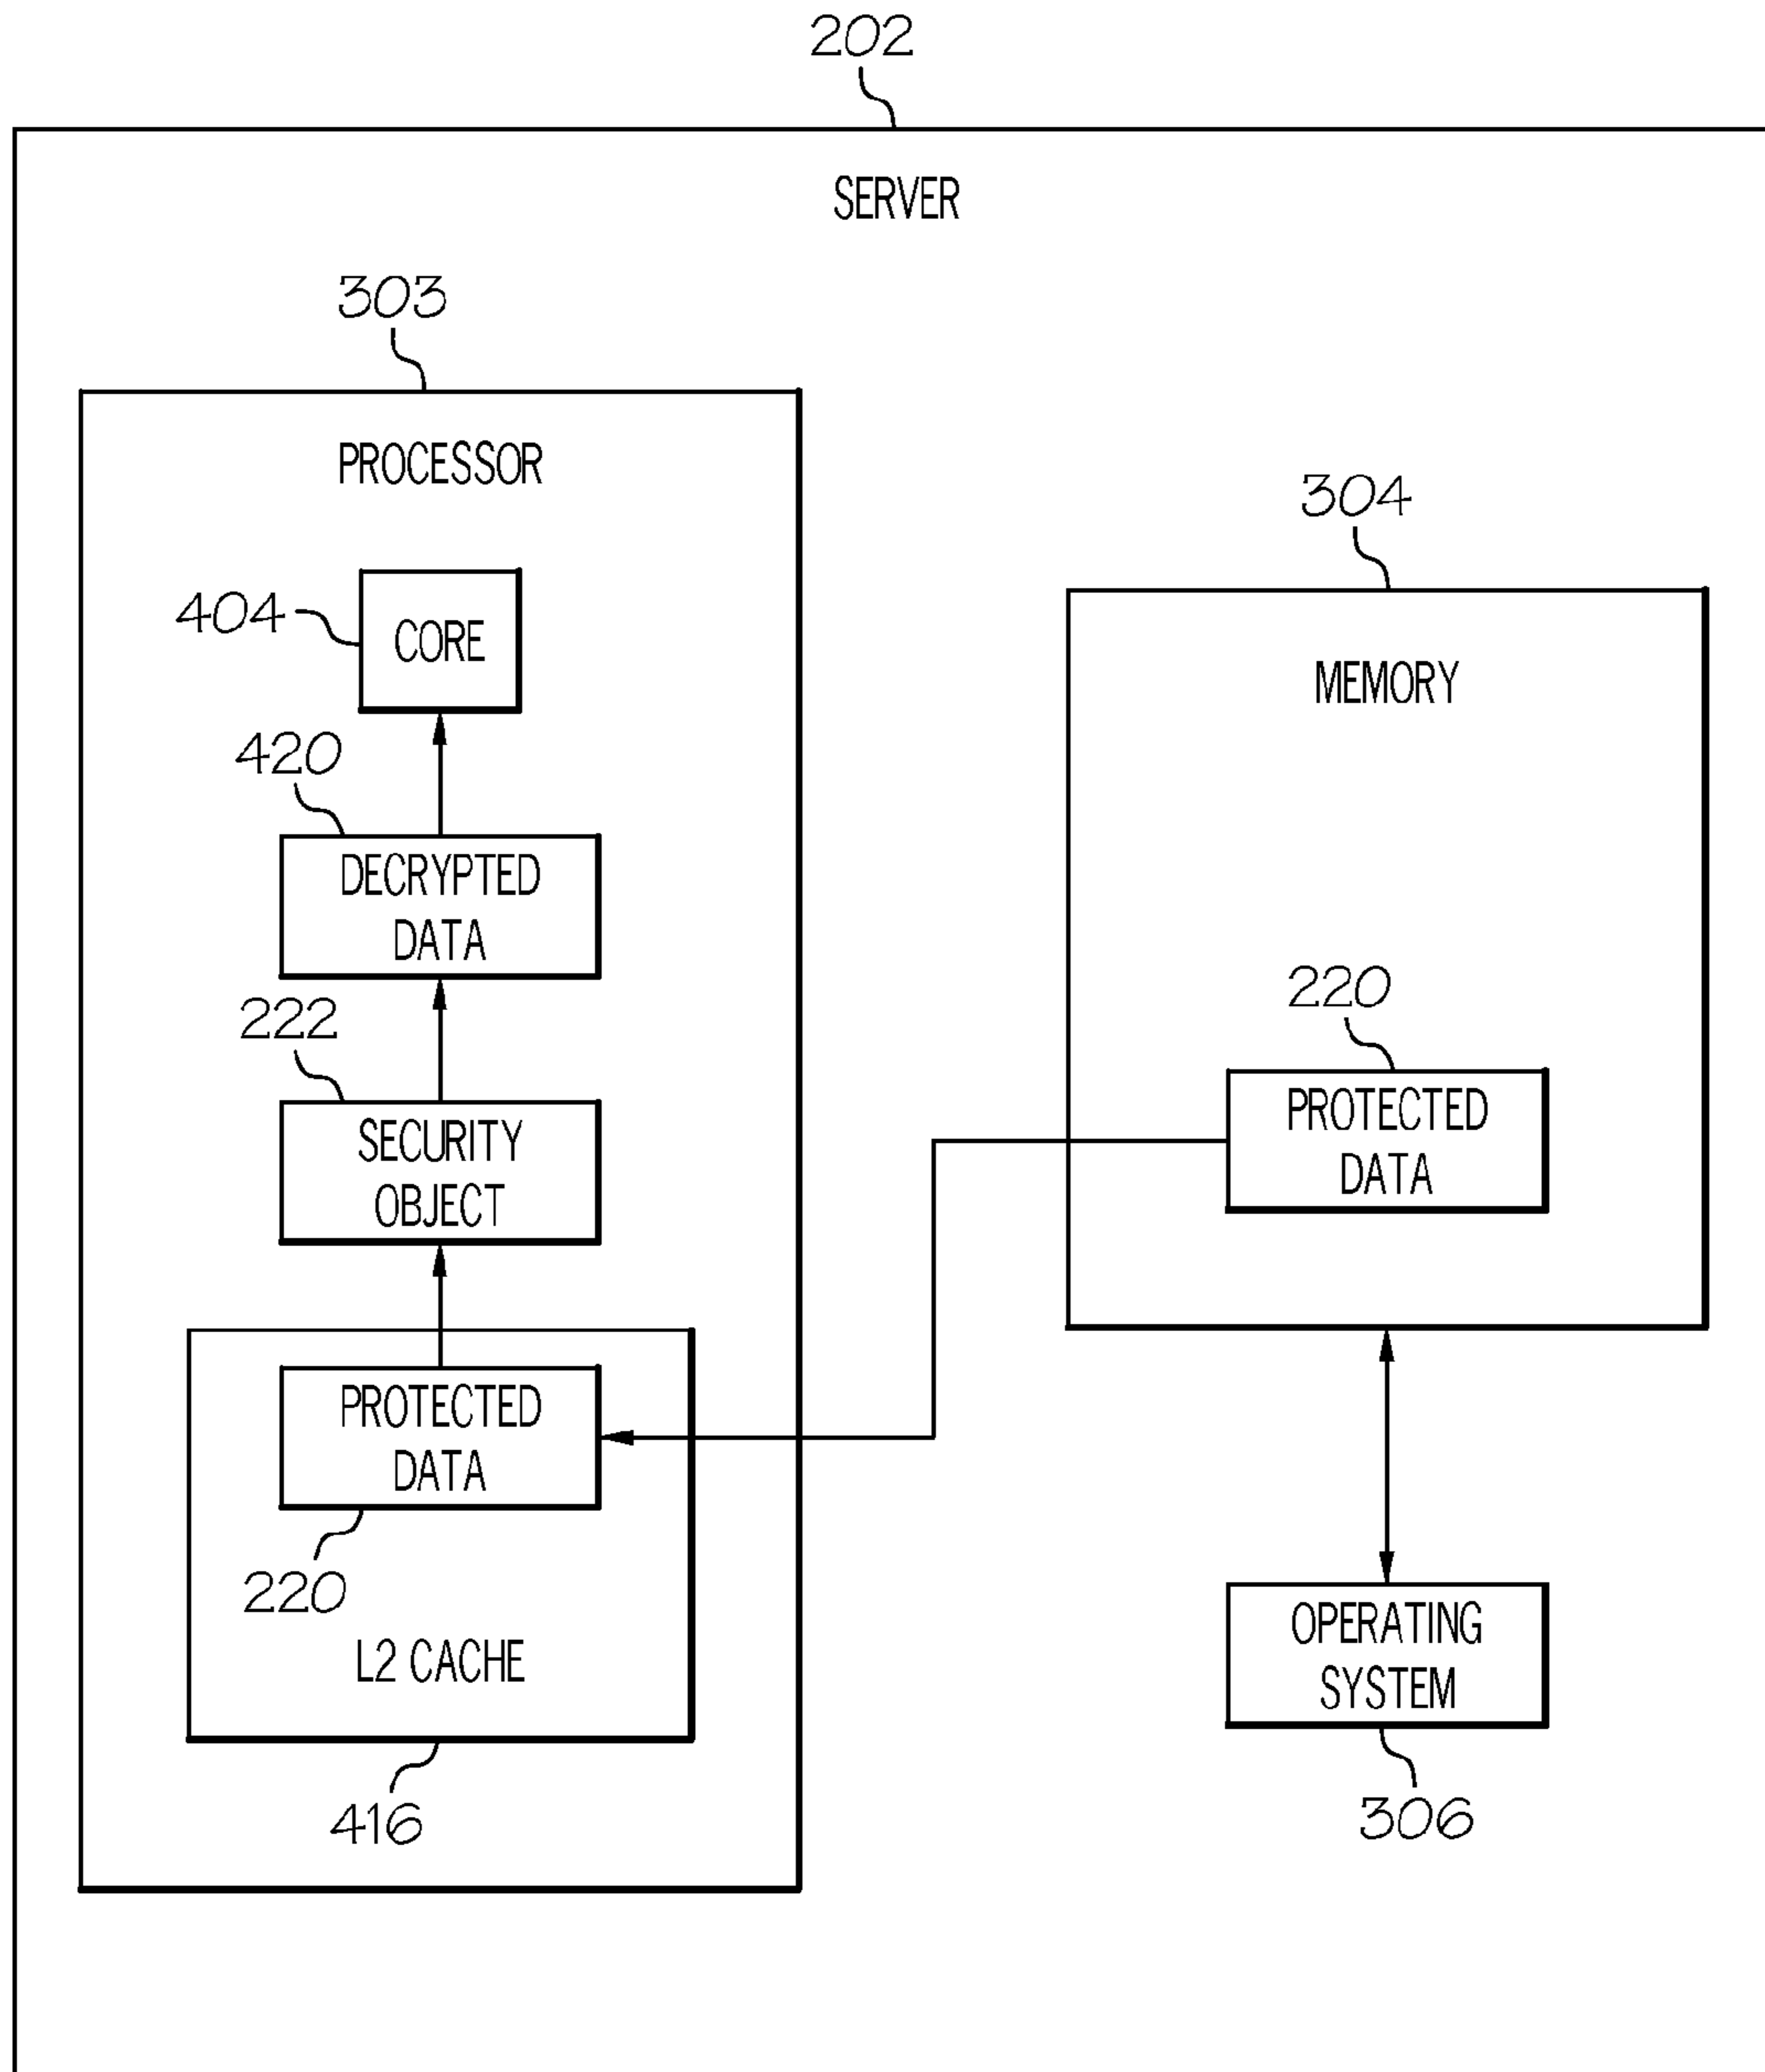 202
SERVER
303
PROCESSOR
304
404
CORE
MEMORY
420
DECRYPTED
DATA
220
222
PROTECTED
DATA
SECURITY
OBJECT
PROTECTED
DATA
220
OPERATING
SYSTEM
L2 CACHE
416
306